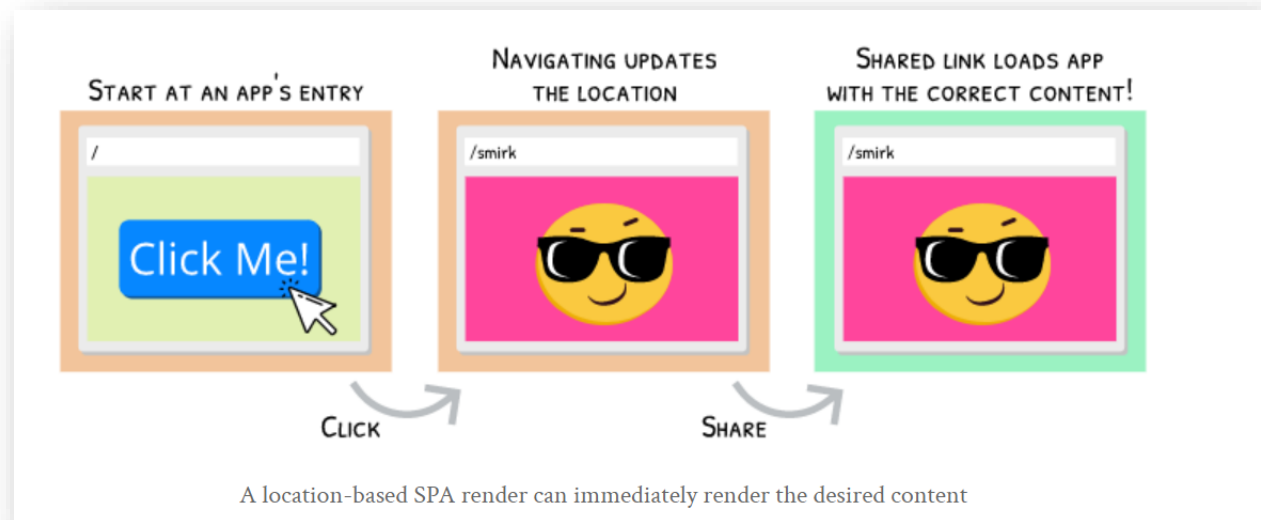 START AT AN APP'S ENTRY
NAVIGATING UPDATES
THE LOCATION
SHARED LINK LOADS APP
WITH THE CORRECT CONTENT!
/
/smirk
/smirk
Click Me!
CLICK
SHARE
A location-based SPA render can immediately render the desired content